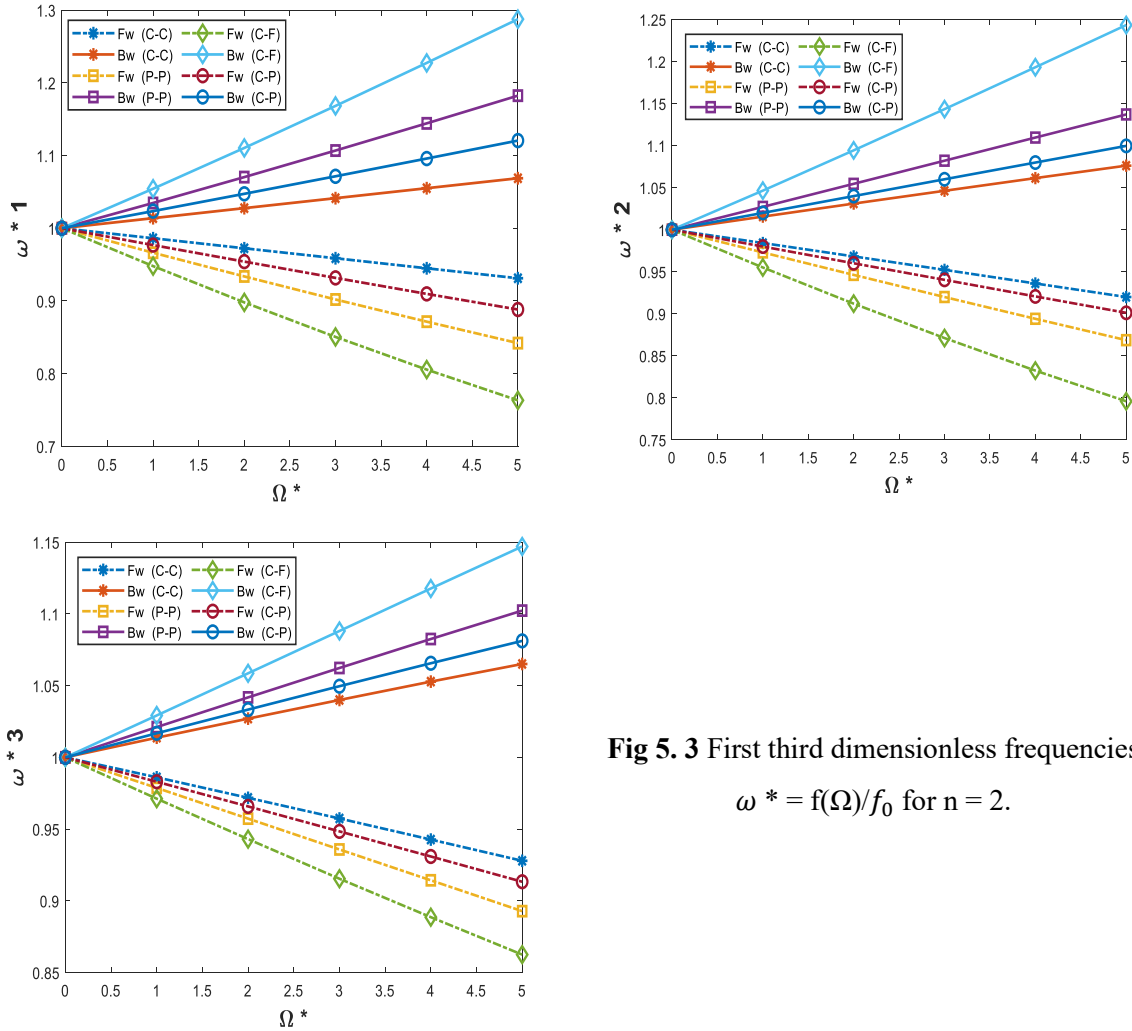 1.3
1.2
1.1
1
0.9
0.8
0.7
ω * 1
Fw (C-C) Fw (C-F)
Bw (C-C) Bw (C-F)
Fw (P-P) Fw (C-P)
Bw (P-P) Bw (C-P)
0 0.5 1 1.5 2 2.5 3 3.5 4 4.5 5
Ω *
1.25
1.2
1.15
1.1
1.05
1
0.95
0.9
0.85
0.8
0.75
ω * 2
Fw (C-C) Fw (C-F)
Bw (C-C) Bw (C-F)
Fw (P-P) Fw (C-P)
Bw (P-P) Bw (C-P)
0 0.5 1 1.5 2 2.5 3 3.5 4 4.5 5
Ω *
1.15
1.1
1.05
1
0.95
0.9
0.85
ω * 3
Fw (C-C) Fw (C-F)
Bw (C-C) Bw (C-F)
Fw (P-P) Fw (C-P)
Bw (P-P) Bw (C-P)
0 0.5 1 1.5 2 2.5 3 3.5 4 4.5 5
Ω *
Fig 5. 3 First third dimensionless frequencies
ω * = f(Ω)/f₀ for n = 2.